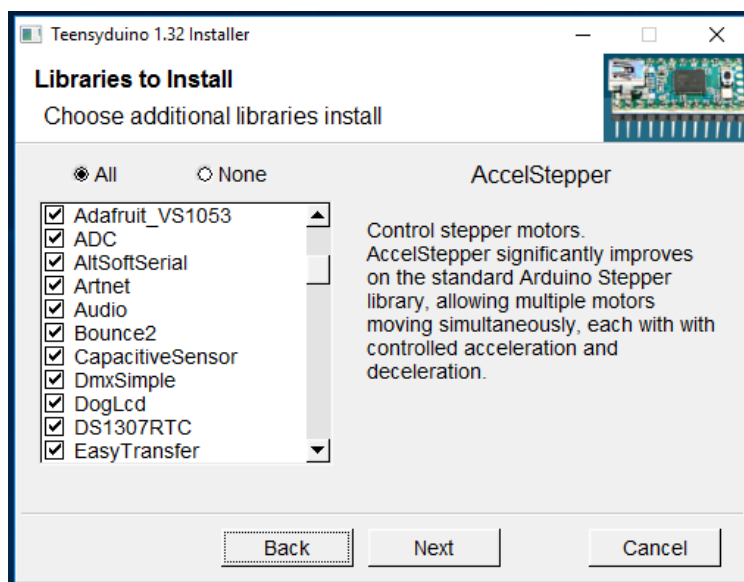 Teensyduino 1.32 Installer
Libraries to Install
Choose additional libraries install
All
None
Adafruit_VS1053
ADC
AltSoftSerial
Artnet
Audio
Bounce2
CapacitiveSensor
DmxSimple
DogLcd
DS1307RTC
EasyTransfer
AccelStepper
Control stepper motors.
AccelStepper significantly improves
on the standard Arduino Stepper
library, allowing multiple motors
moving simultaneously, each with with
controlled acceleration and
deceleration.
Back
Next
Cancel